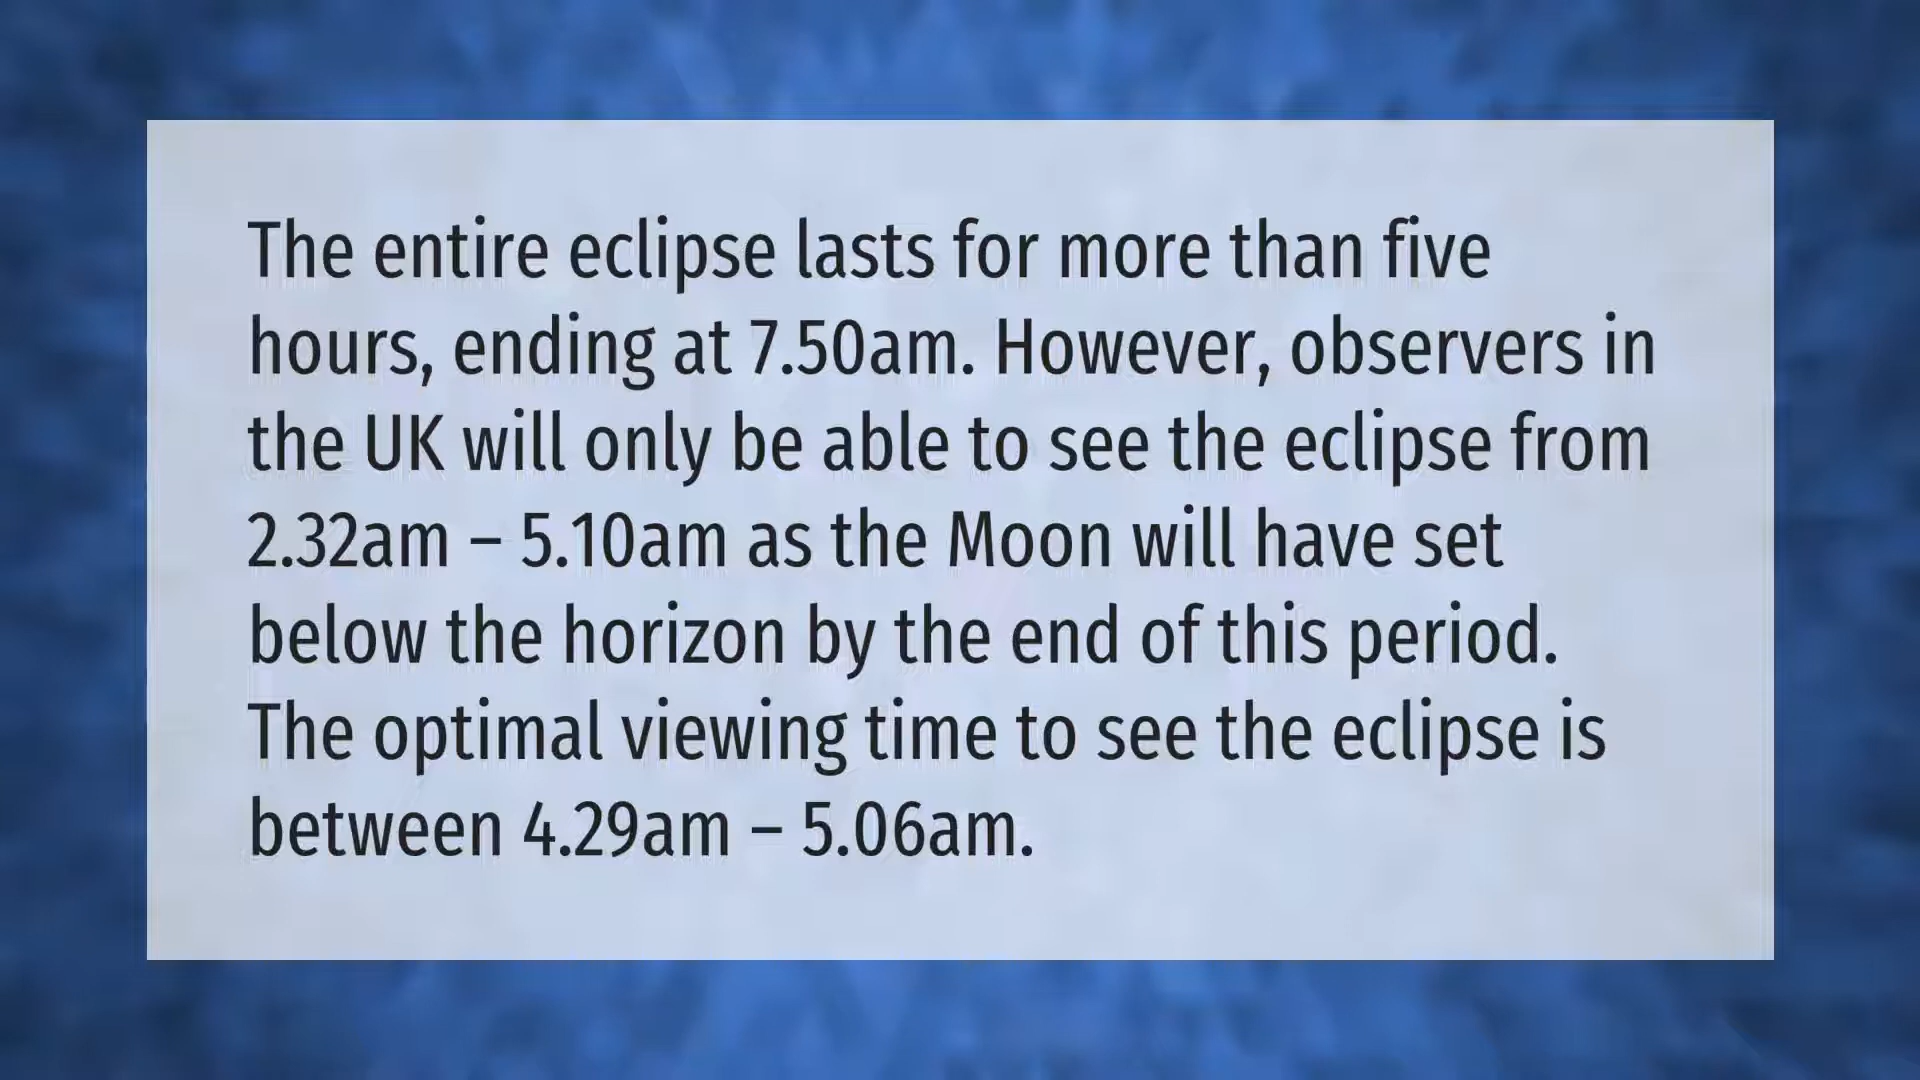 The entire eclipse lasts for more than five
hours, ending at 7.50am. However, observers in
the UK will only be able to see the eclipse from
2.32am – 5.10am as the Moon will have set
below the horizon by the end of this period.
The optimal viewing time to see the eclipse is
between 4.29am – 5.06am.